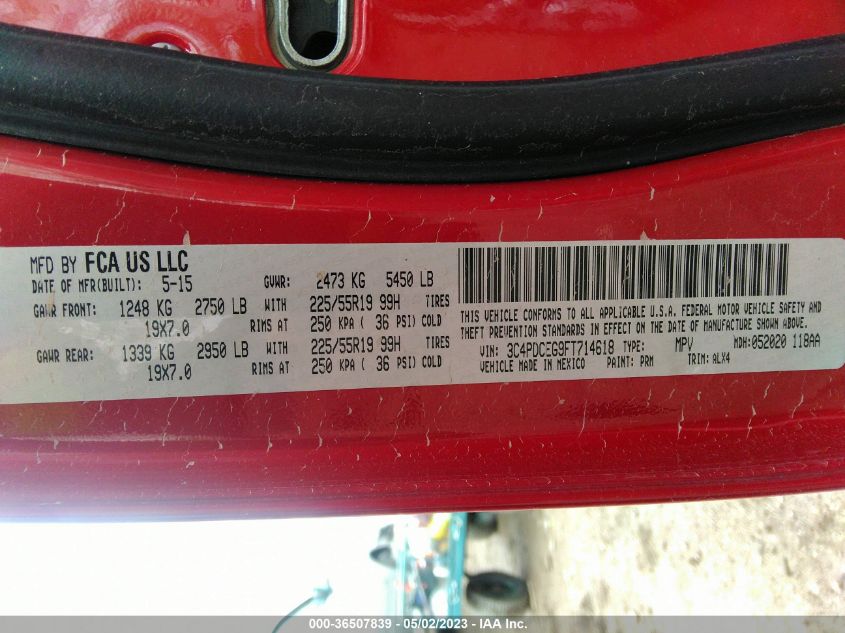 MFD BY FCA US LLC
DATE OF MFR(BUILT): 5-15 GVWR: 2473 KG 5450 LB
GAWR FRONT: 1248 KG 2750 LB WITH 225/55R19 99H TIRES
19X7.0 RIMS AT 250 KPA ( 36 PSI) COLD
GAWR REAR: 1339 KG 2950 LB WITH 225/55R19 99H TIRES
19X7.0 RIMS AT 250 KPA ( 36 PSI) COLD
THIS VEHICLE CONFORMS TO ALL APPLICABLE U.S.A. FEDERAL MOTOR VEHICLE SAFETY AND
THEFT PREVENTION STANDARDS IN EFFECT ON THE DATE OF MANUFACTURE SHOWN ABOVE.
VIN: 3C4PDCEG9FT714618 TYPE: MPV MDH: 052020 118AA
VEHICLE MADE IN MEXICO PAINT: PRM TRIM: ALX4
000-36507839 - 05/02/2023 - IAA Inc.